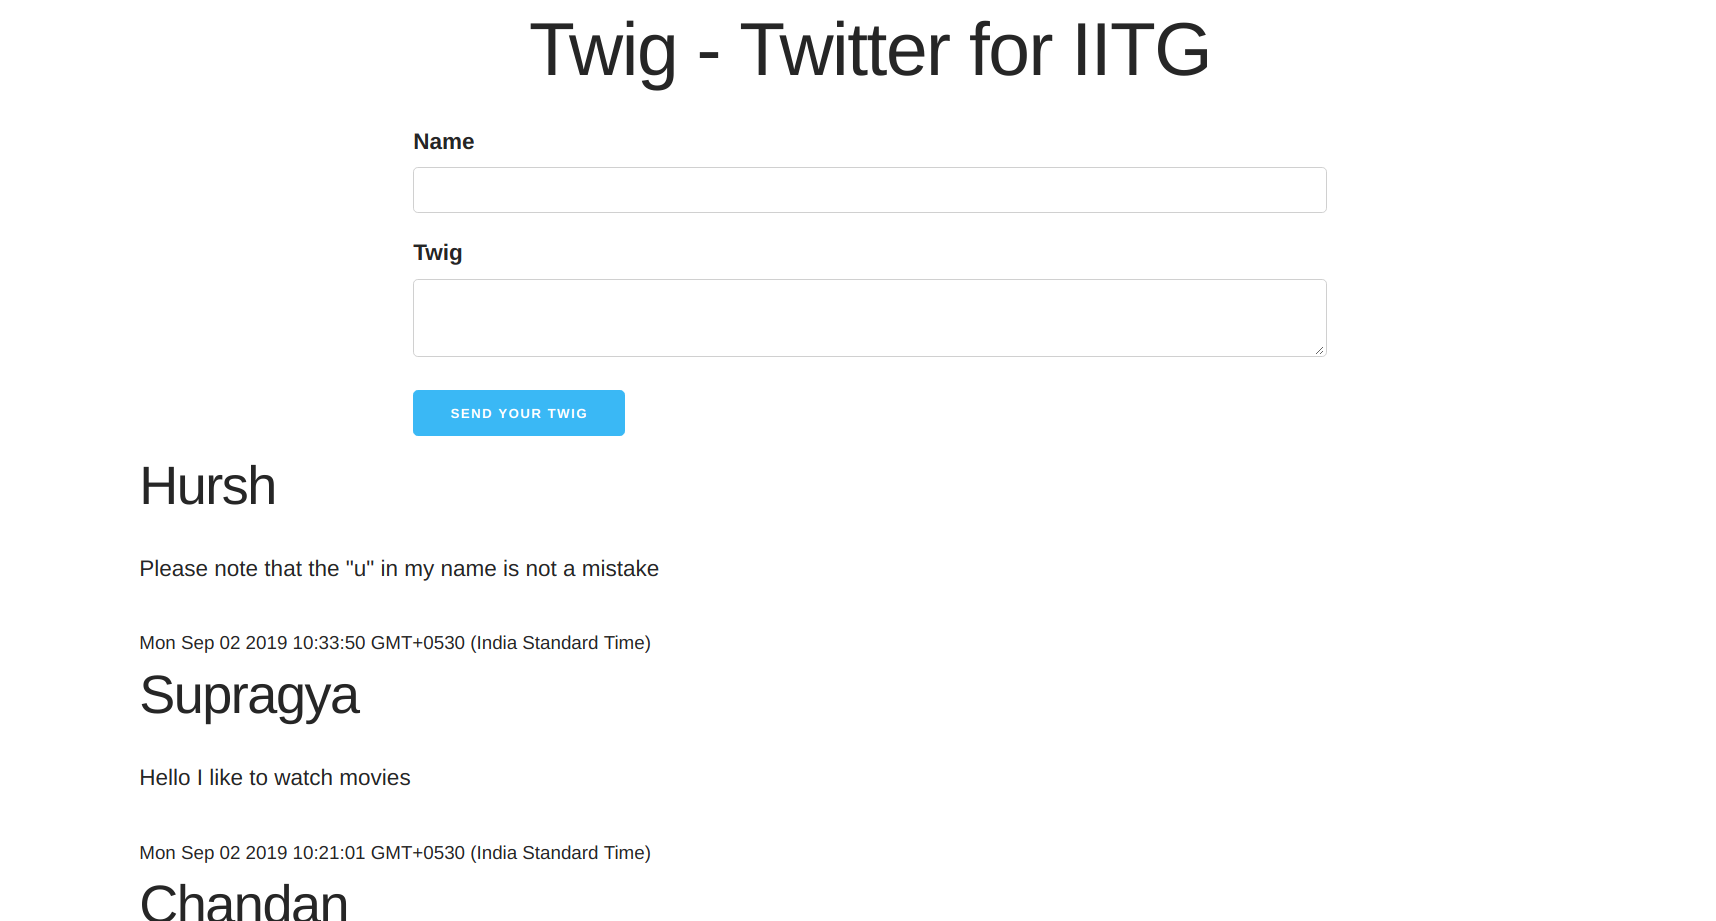 Twig - Twitter for IITG
Name
Twig
SEND YOUR TWIG
Hursh
Please note that the "u" in my name is not a mistake
Mon Sep 02 2019 10:33:50 GMT+0530 (India Standard Time)
Supragya
Hello I like to watch movies
Mon Sep 02 2019 10:21:01 GMT+0530 (India Standard Time)
Chandan